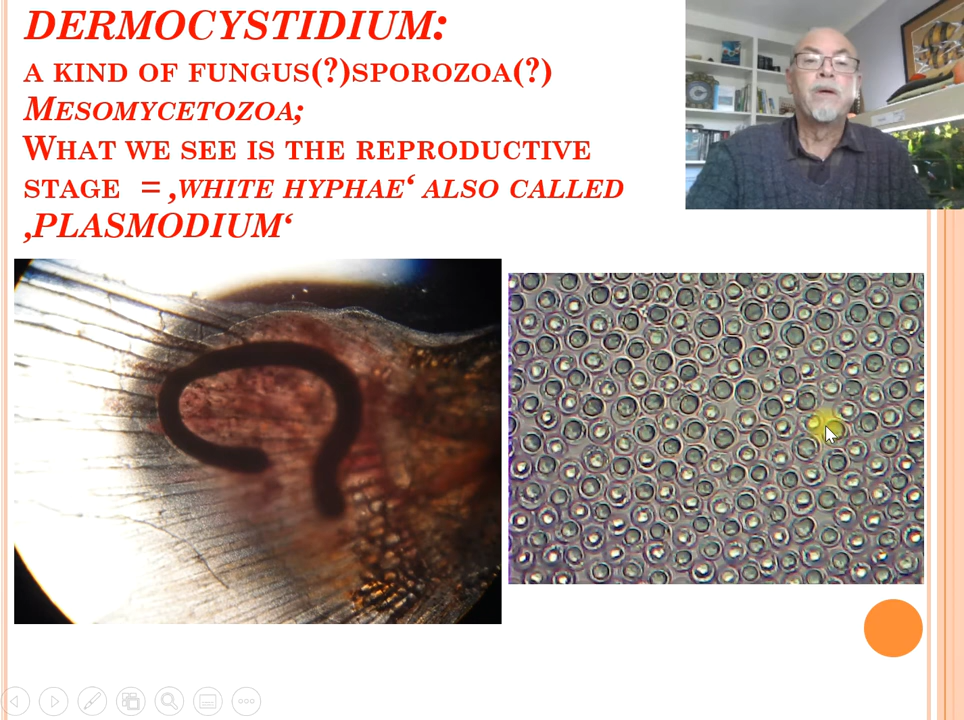 DERMOCYSTIDIUM:
A KIND OF FUNGUS(?)SPOROZOA(?)
MESOMYCETOZOA;
WHAT WE SEE IS THE REPRODUCTIVE
STAGE = ‚WHITE HYPHAE‘ ALSO CALLED
‚PLASMODIUM‘